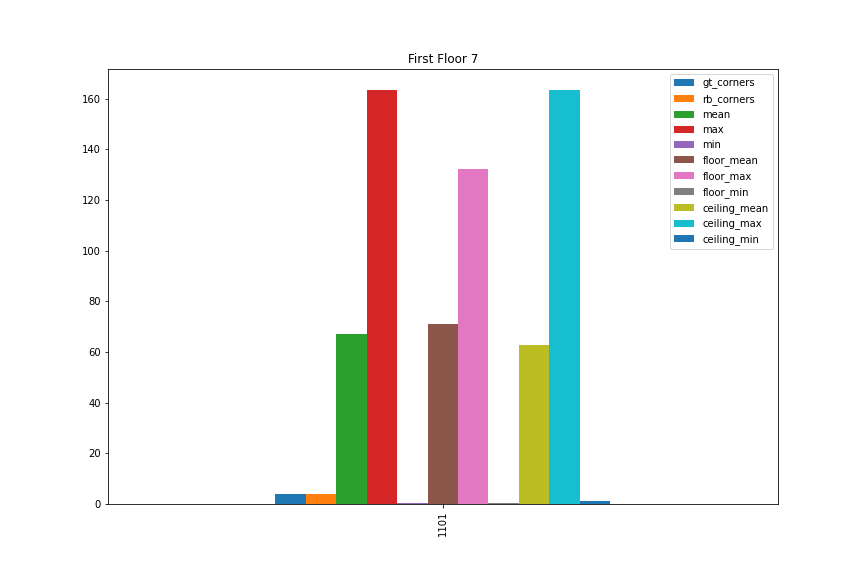 First Floor 7
gt_corners
rb_corners
mean
max
min
floor_mean
floor_max
floor_min
ceiling_mean
ceiling_max
ceiling_min
160
140
120
100
80
60
40
20
0
1101